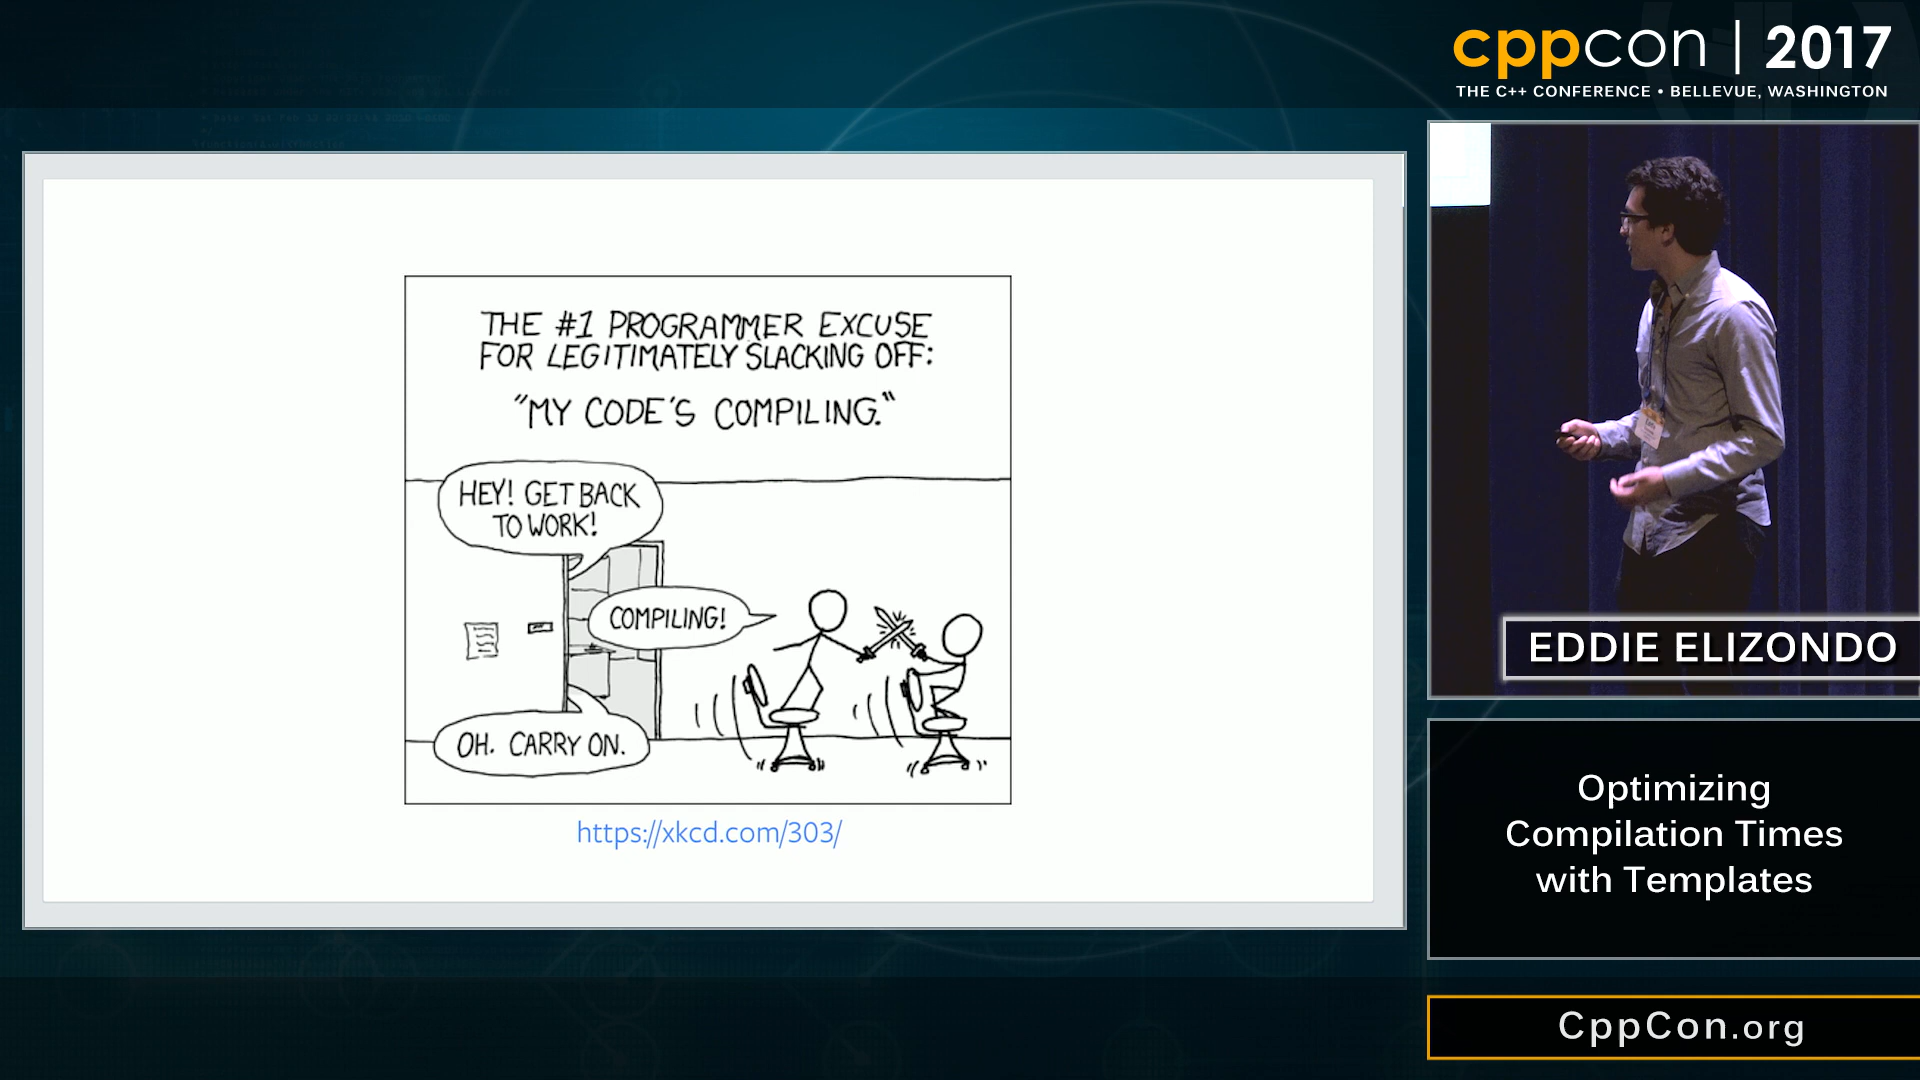 cppcon | 2017
THE C++ CONFERENCE • BELLEVUE, WASHINGTON
THE #1 PROGRAMMER EXCUSE
FOR LEGITIMATELY SLACKING OFF:
"MY CODE'S COMPILING."
HEY! GET BACK
TO WORK!
COMPILING!
OH. CARRY ON.
https://xkcd.com/303/
EDDIE ELIZONDO
Optimizing
Compilation Times
with Templates
CppCon.org